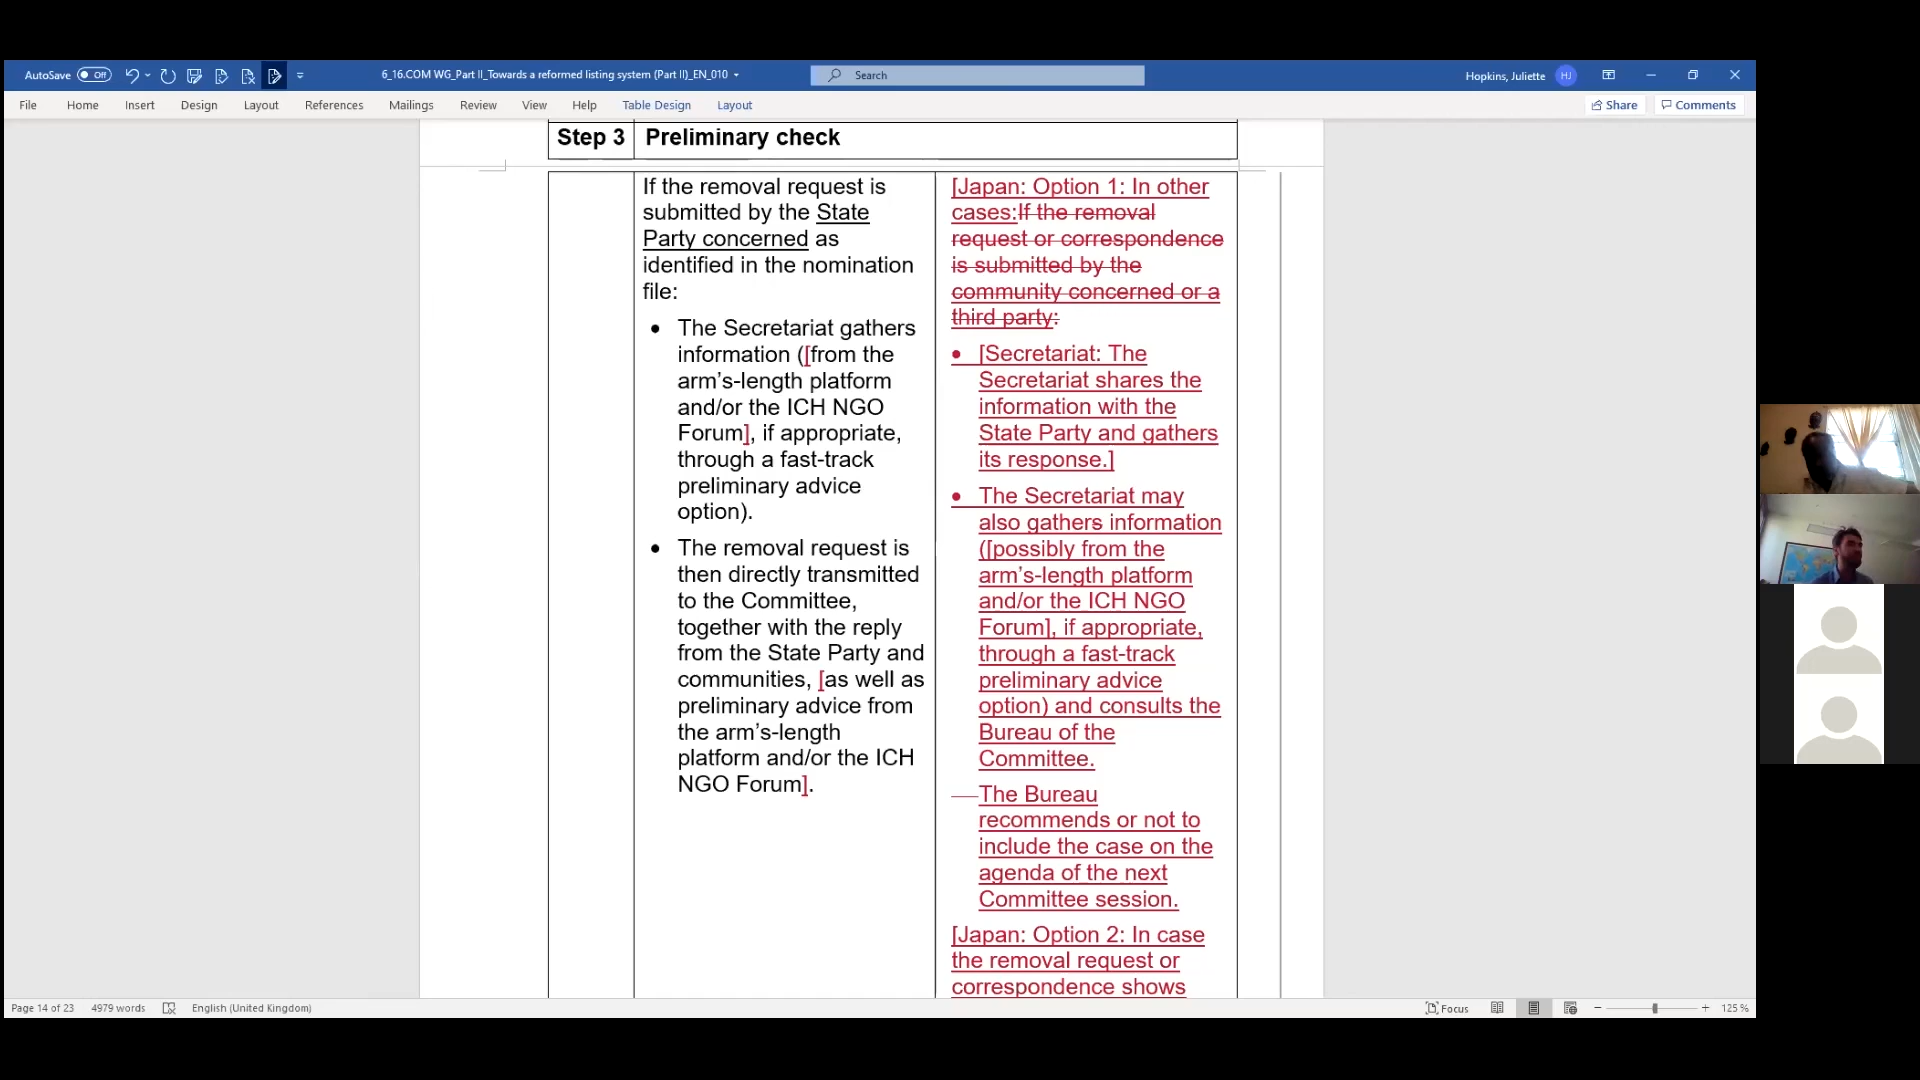 AutoSave Off
6_16.COM WG_Part II_Towards a reformed listing system (Part II)_EN_010
Search
Hopkins, Juliette HJ
File Home Insert Design Layout References Mailings Review View Help Table Design Layout
Share Comments
Step 3 Preliminary check
If the removal request is
submitted by the State
Party concerned as
identified in the nomination
file:
• The Secretariat gathers
information ([from the
arm’s-length platform
and/or the ICH NGO
Forum], if appropriate,
through a fast-track
preliminary advice
option).
• The removal request is
then directly transmitted
to the Committee,
together with the reply
from the State Party and
communities, [as well as
preliminary advice from
the arm’s-length
platform and/or the ICH
NGO Forum].
[Japan: Option 1: In other
cases:If the removal
request or correspondence
is submitted by the
community concerned or a
third party:
• [Secretariat: The
Secretariat shares the
information with the
State Party and gathers
its response.]
• The Secretariat may
also gathers information
([possibly from the
arm’s-length platform
and/or the ICH NGO
Forum], if appropriate,
through a fast-track
preliminary advice
option) and consults the
Bureau of the
Committee.
The Bureau
recommends or not to
include the case on the
agenda of the next
Committee session.
[Japan: Option 2: In case
the removal request or
correspondence shows
Page 14 of 23 4979 words English (United Kingdom)
Focus 125 %